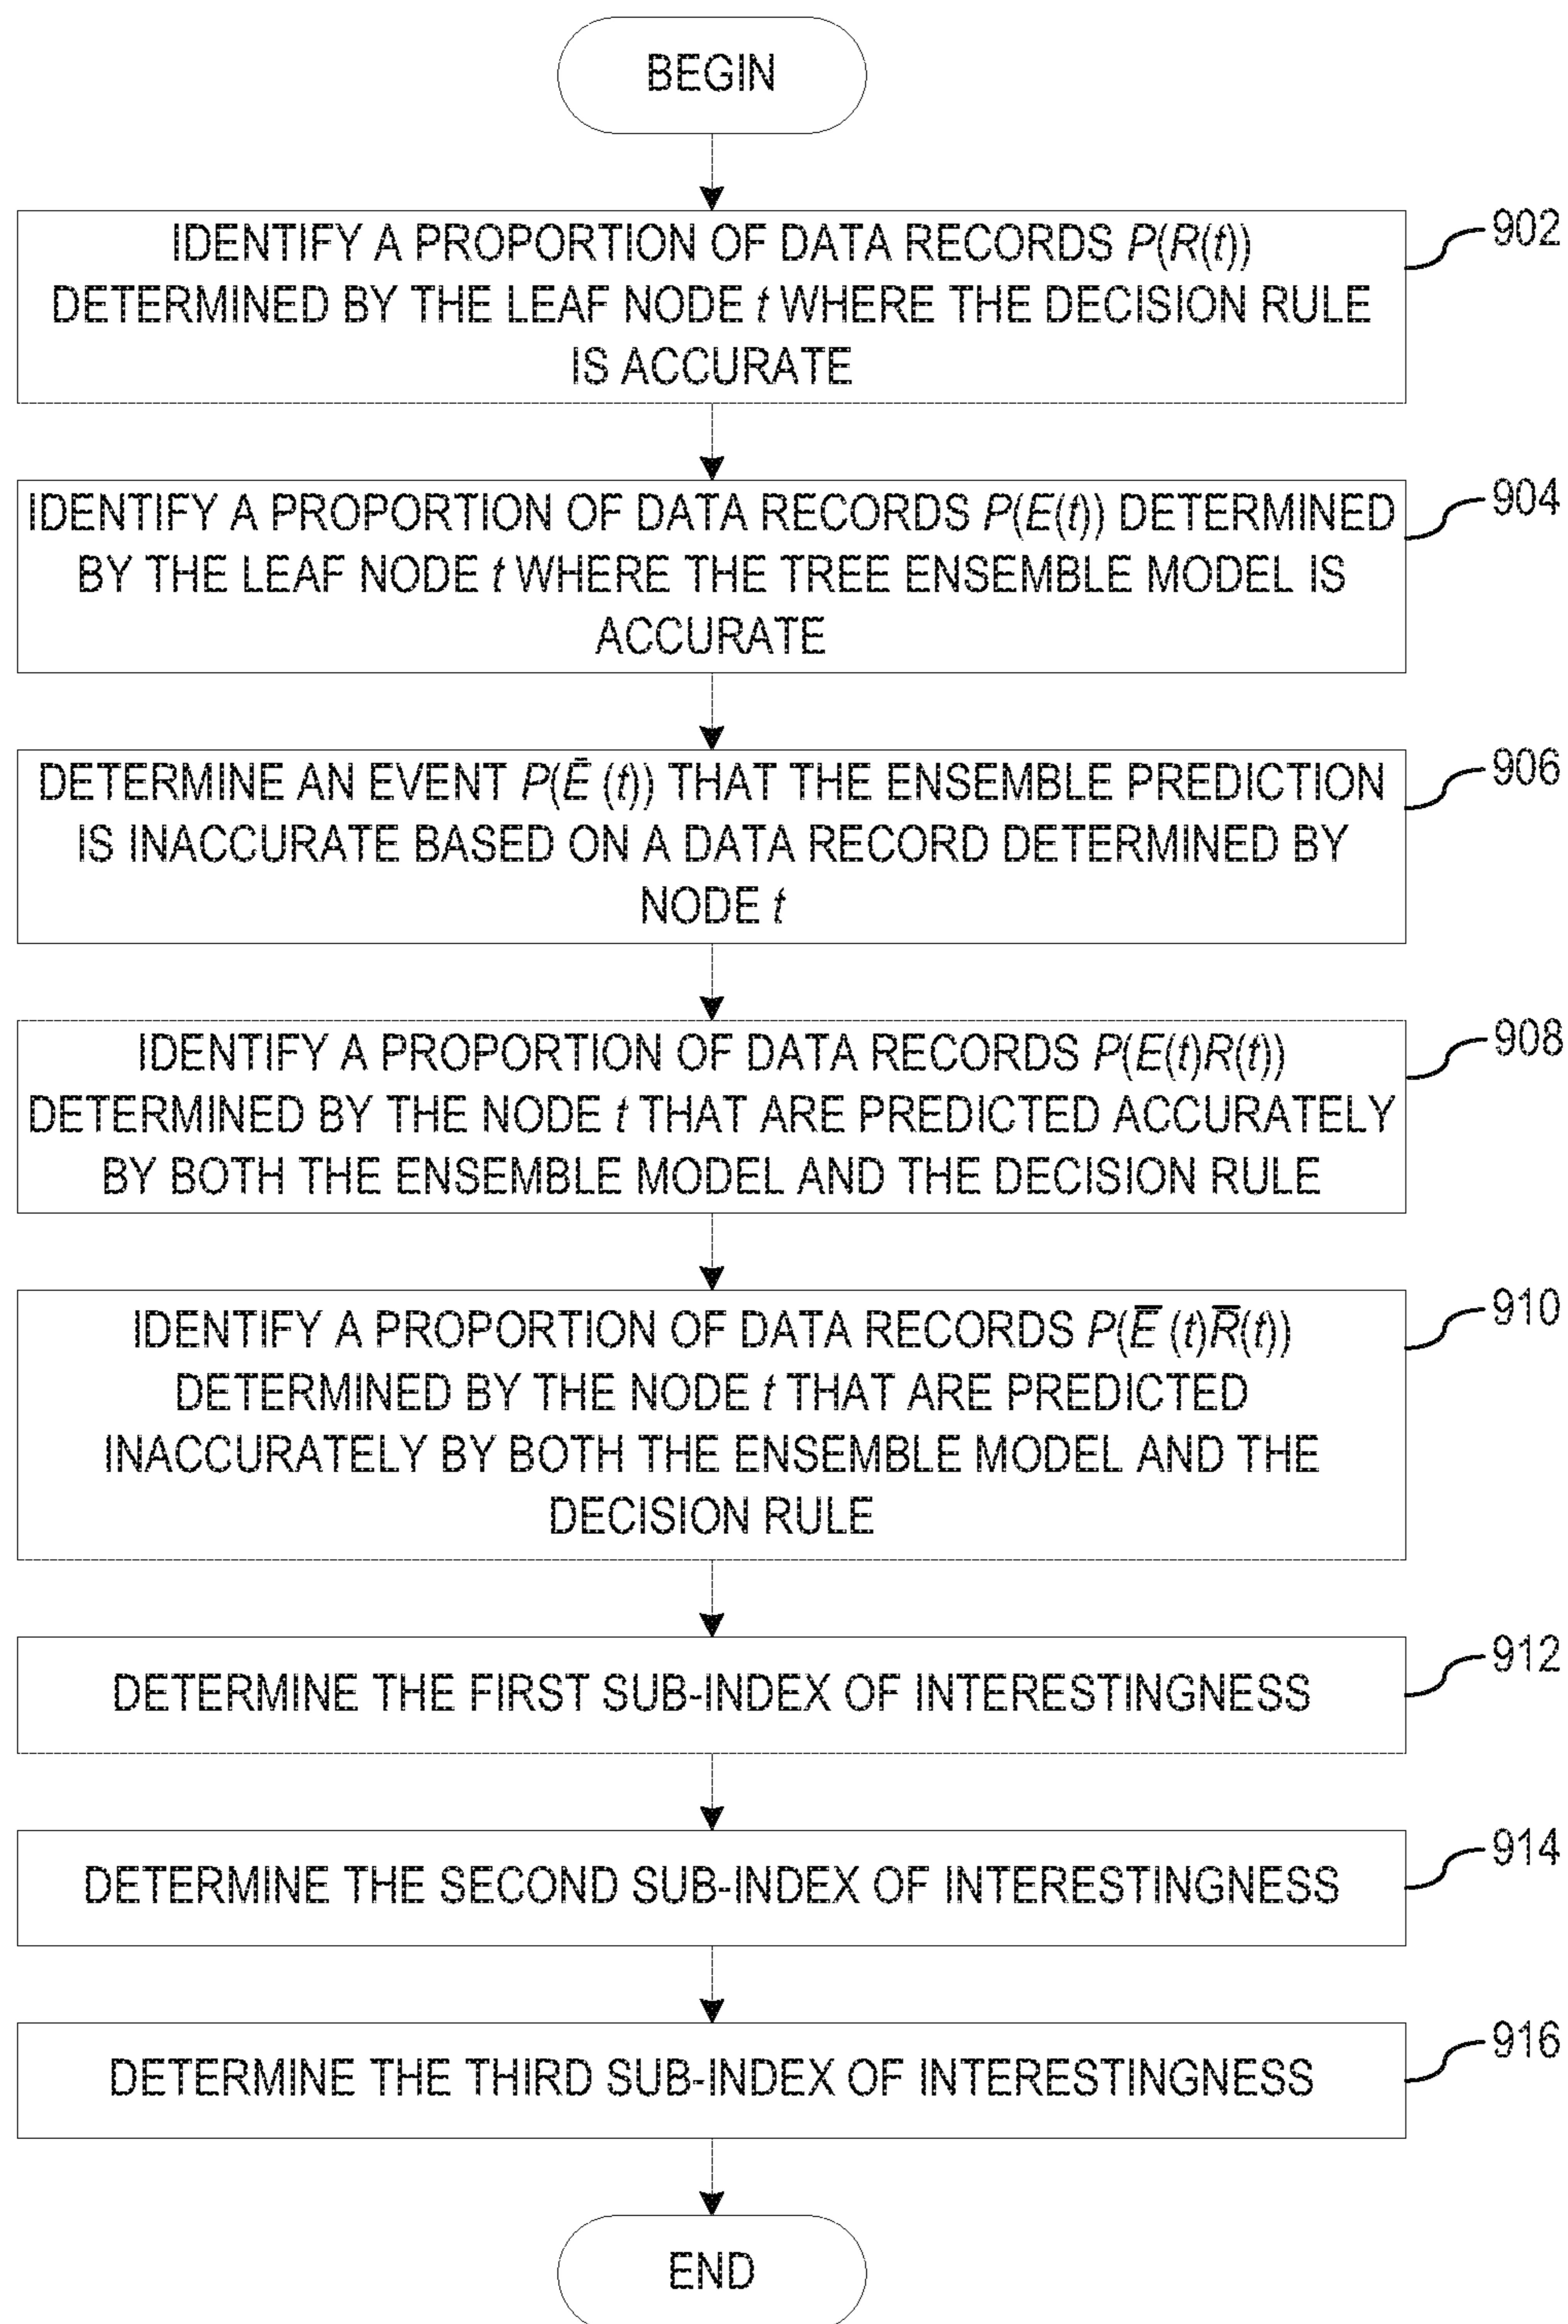 BEGIN
IDENTIFY A PROPORTION OF DATA RECORDS P(R(t))
DETERMINED BY THE LEAF NODE t WHERE THE DECISION RULE
IS ACCURATE
902
IDENTIFY A PROPORTION OF DATA RECORDS P(E(t)) DETERMINED
BY THE LEAF NODE t WHERE THE TREE ENSEMBLE MODEL IS
ACCURATE
904
DETERMINE AN EVENT P(Ē (t)) THAT THE ENSEMBLE PREDICTION
IS INACCURATE BASED ON A DATA RECORD DETERMINED BY
NODE t
906
IDENTIFY A PROPORTION OF DATA RECORDS P(E(t)R(t))
DETERMINED BY THE NODE t THAT ARE PREDICTED ACCURATELY
BY BOTH THE ENSEMBLE MODEL AND THE DECISION RULE
908
IDENTIFY A PROPORTION OF DATA RECORDS P(Ē (t)R̅(t))
DETERMINED BY THE NODE t THAT ARE PREDICTED
INACCURATELY BY BOTH THE ENSEMBLE MODEL AND THE
DECISION RULE
910
DETERMINE THE FIRST SUB-INDEX OF INTERESTINGNESS
912
DETERMINE THE SECOND SUB-INDEX OF INTERESTINGNESS
914
DETERMINE THE THIRD SUB-INDEX OF INTERESTINGNESS
916
END